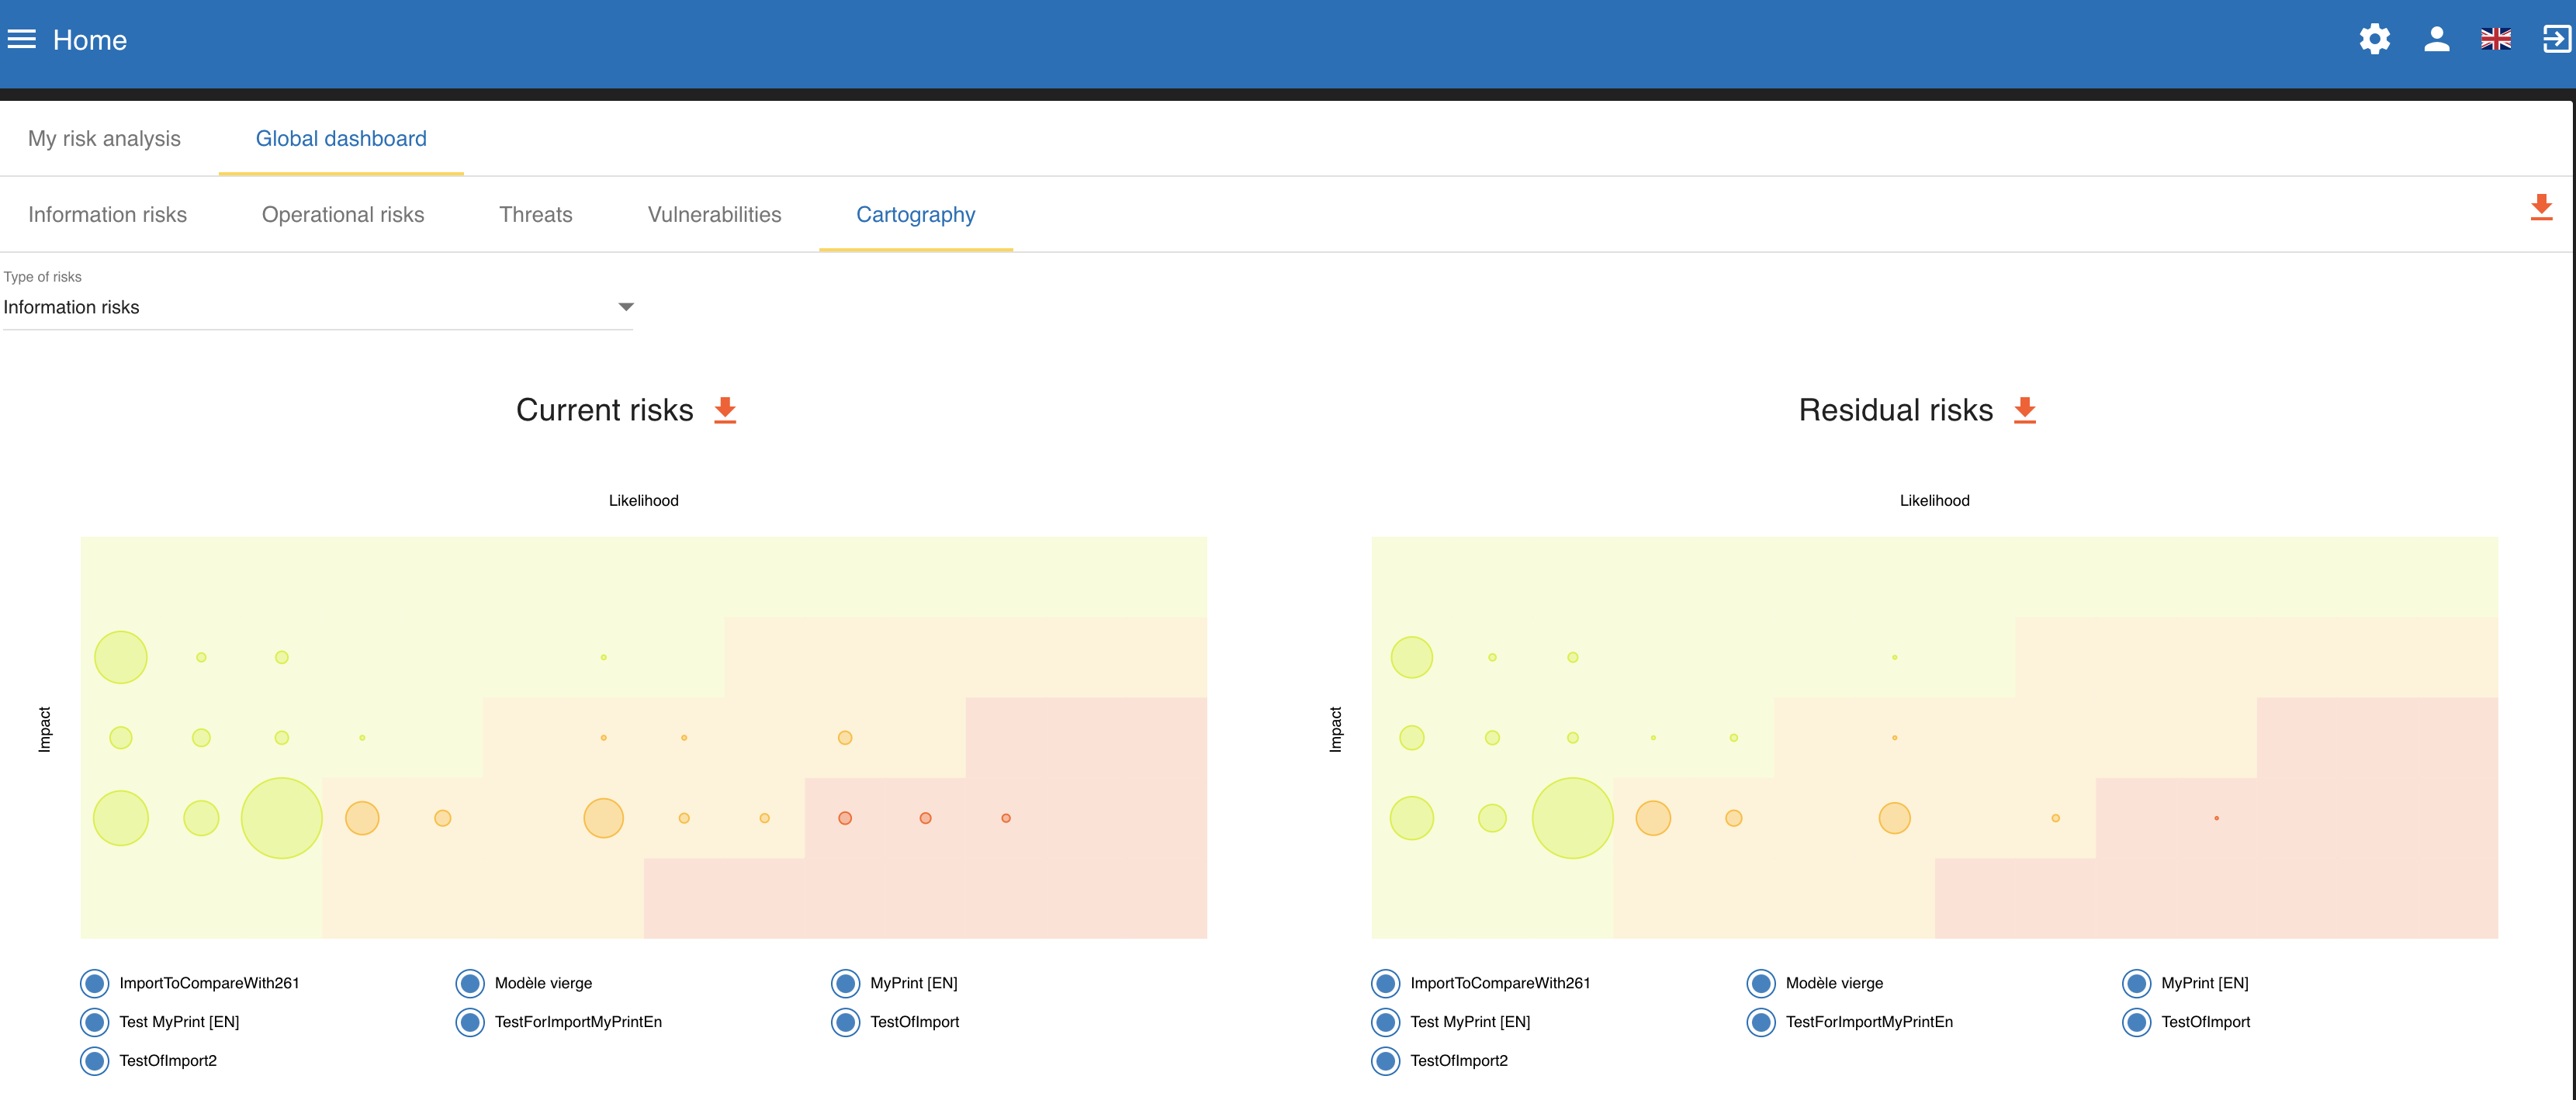 Home
My risk analysis Global dashboard
Information risks Operational risks Threats Vulnerabilities Cartography
Type of risks
Information risks
Current risks Residual risks
Likelihood Likelihood
Impact Impact
ImportToCompareWith261 Modèle vierge MyPrint [EN] ImportToCompareWith261 Modèle vierge MyPrint [EN]
Test MyPrint [EN] TestForImportMyPrintEn TestOfImport Test MyPrint [EN] TestForImportMyPrintEn TestOfImport
TestOfImport2 TestOfImport2